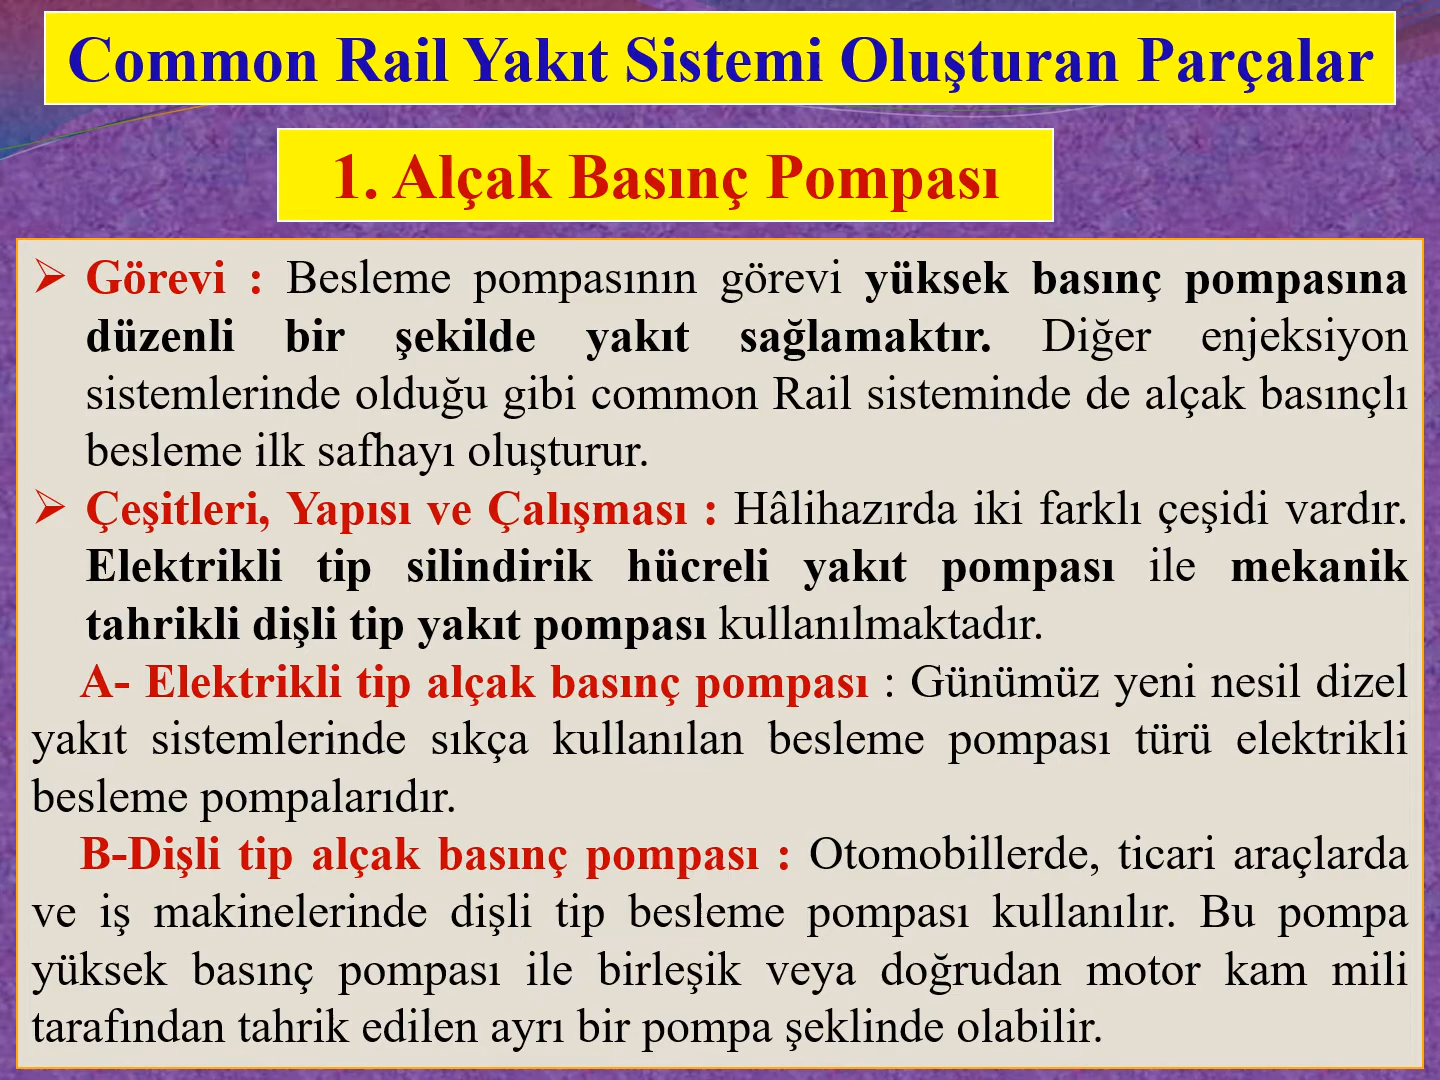 Common Rail Yakıt Sistemi Oluşturan Parçalar
1. Alçak Basınç Pompası
➢ Görevi : Besleme pompasının görevi yüksek basınç pompasına
düzenli bir şekilde yakıt sağlamaktır. Diğer enjeksiyon
sistemlerinde olduğu gibi common Rail sisteminde de alçak basınçlı
besleme ilk safhayı oluşturur.
➢ Çeşitleri, Yapısı ve Çalışması : Hâlihazırda iki farklı çeşidi vardır.
Elektrikli tip silindirik hücreli yakıt pompası ile mekanik
tahrikli dişli tip yakıt pompası kullanılmaktadır.
A- Elektrikli tip alçak basınç pompası : Günümüz yeni nesil dizel
yakıt sistemlerinde sıkça kullanılan besleme pompası türü elektrikli
besleme pompalarıdır.
B-Dişli tip alçak basınç pompası : Otomobillerde, ticari araçlarda
ve iş makinelerinde dişli tip besleme pompası kullanılır. Bu pompa
yüksek basınç pompası ile birleşik veya doğrudan motor kam mili
tarafından tahrik edilen ayrı bir pompa şeklinde olabilir.